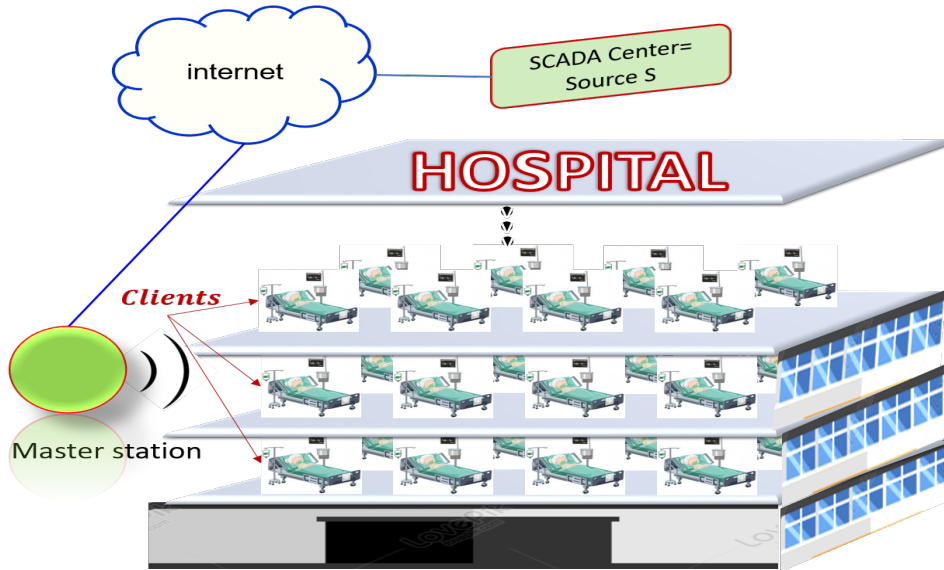 internet
SCADA Center=
Source S
HOSPITAL
Clients
Master station